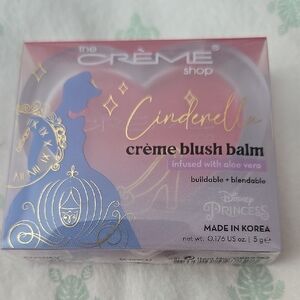 the
CRÈME
shop
Cinderella
crème blush balm
infused with aloe vera
buildable + blendable
Disney
PRINCESS
MADE IN KOREA
net wt. 0.176 US oz. | 5 g